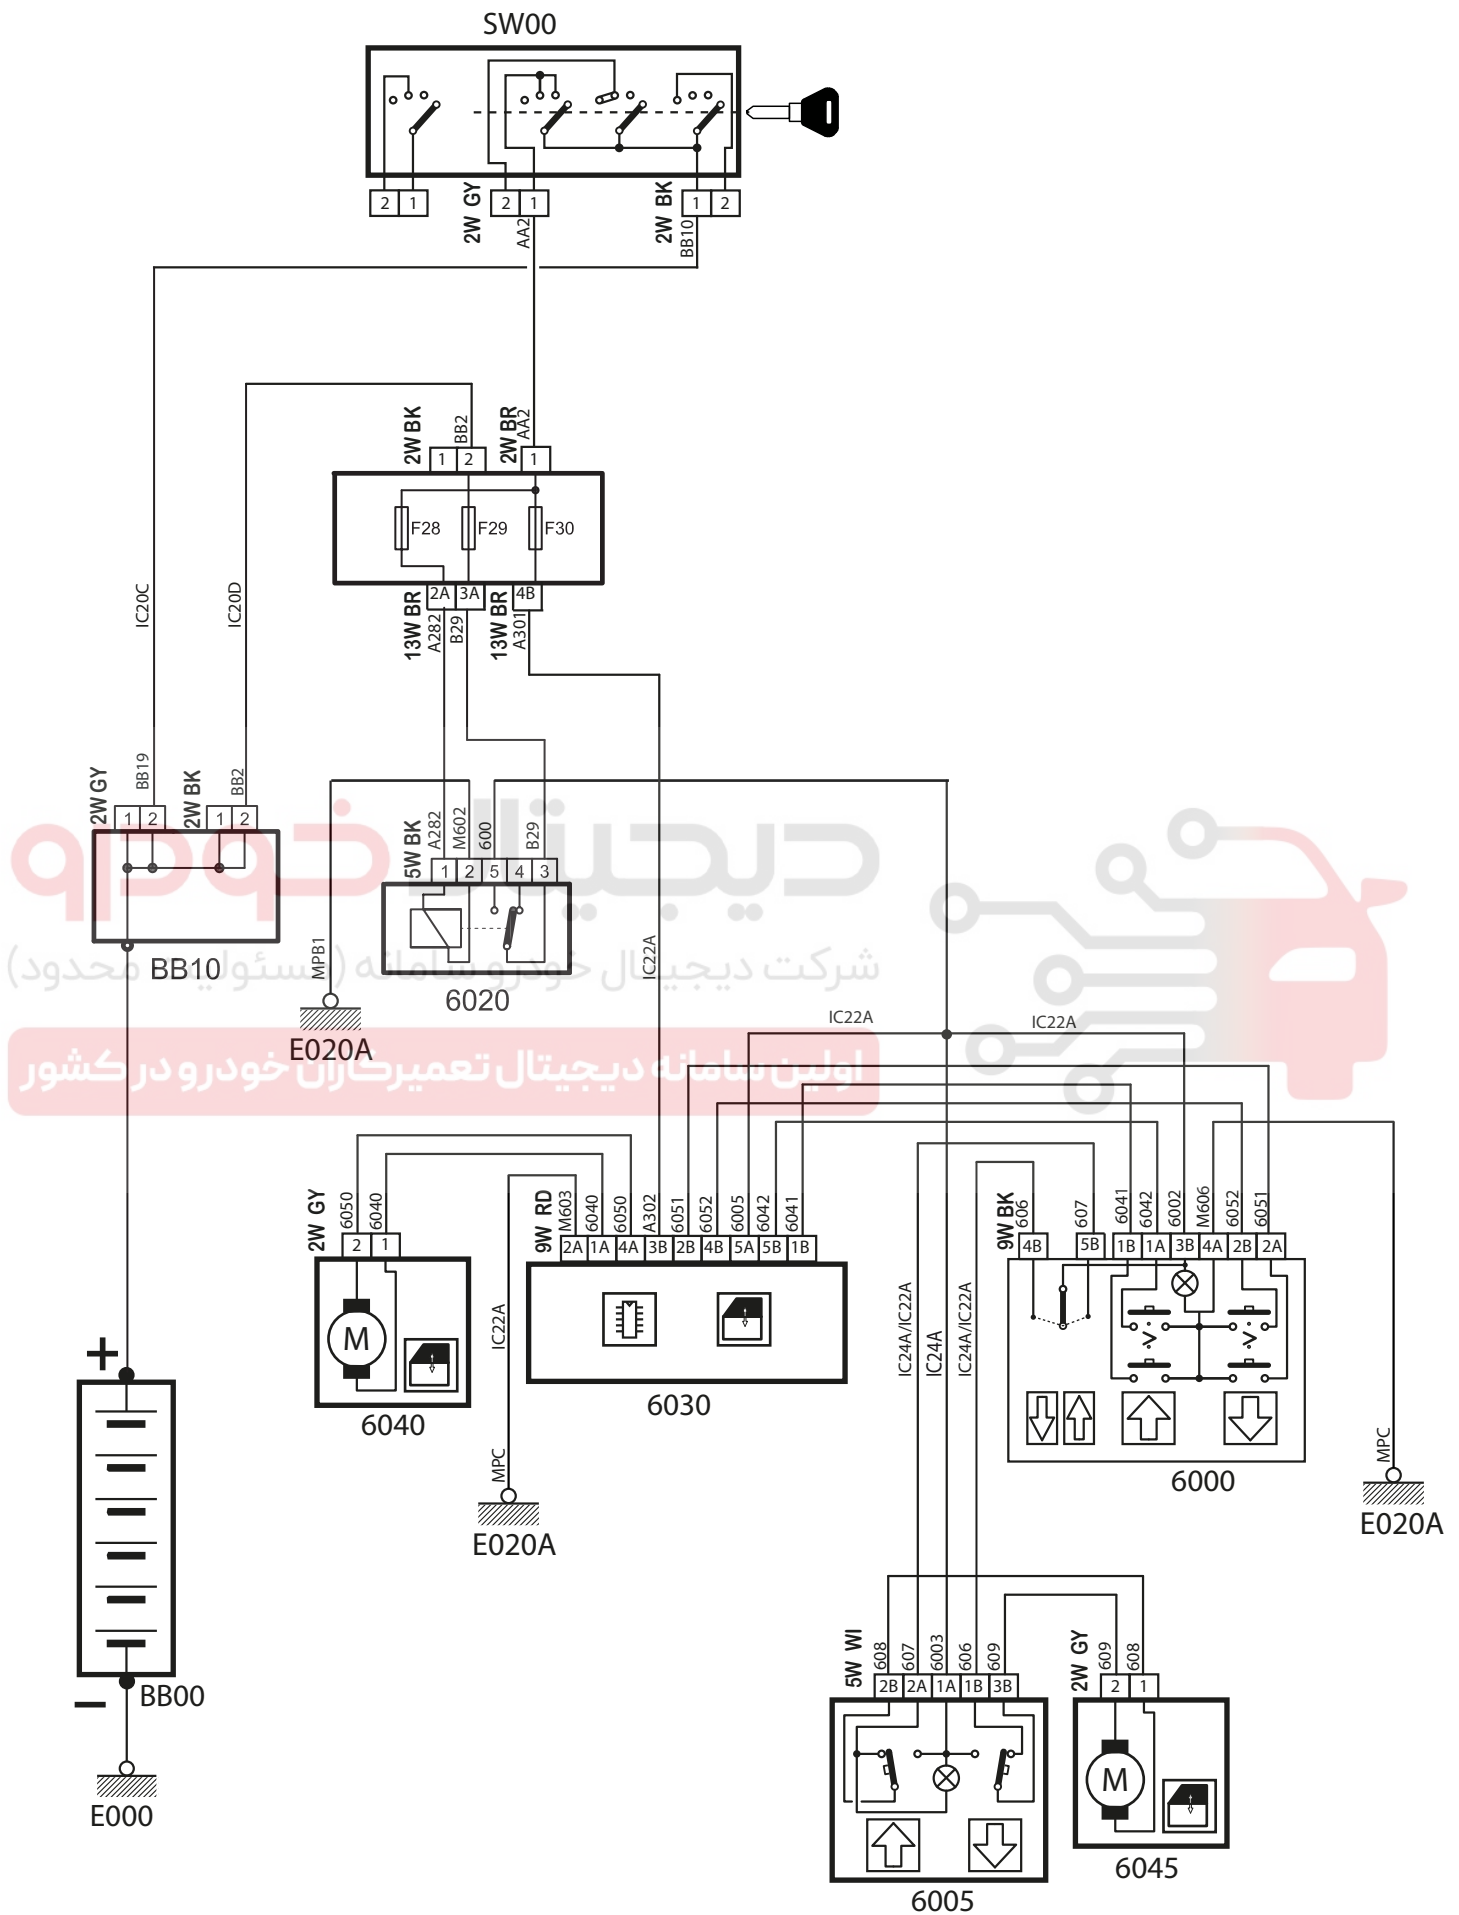 SW00
2 1
2W GY
2 1
AA2
2W BK
1 2
BB10
2W BK
BB2
2W BR
AA2
1 2
1
F28
F29
F30
2A 3A
4B
13W BR
A282
B29
13W BR
A301
IC20C
IC20D
2W GY
BB19
2W BK
BB2
1 2
1 2
BB10
5W BK
A282
M602
600
B29
1 2 5 4 3
6020
MPB1
E020A
IC22A
دیجیتال خودرو
شرکت دیجیتال خودرو سامانه (مسئولیت محدود)
اولین سامانه دیجیتال تعمیرکاران خودرو در کشور
IC22A
IC22A
2W GY
6050
6040
2 1
M
6040
9W RD
M603
6040
6050
A302
6051
6052
6005
6042
6041
2A 1A 4A 3B 2B 4B 5A 5B 1B
6030
IC22A
MPC
E020A
9W BK
606
607
6041
6042
6002
M606
6052
6051
4B 5B 1B 1A 3B 4A 2B 2A
6000
MPC
E020A
IC24A/IC22A
IC24A
IC24A/IC22A
+
−
BB00
E000
5W WI
608
607
6003
606
609
2B 2A 1A 1B 3B
6005
2W GY
609
608
2 1
M
6045